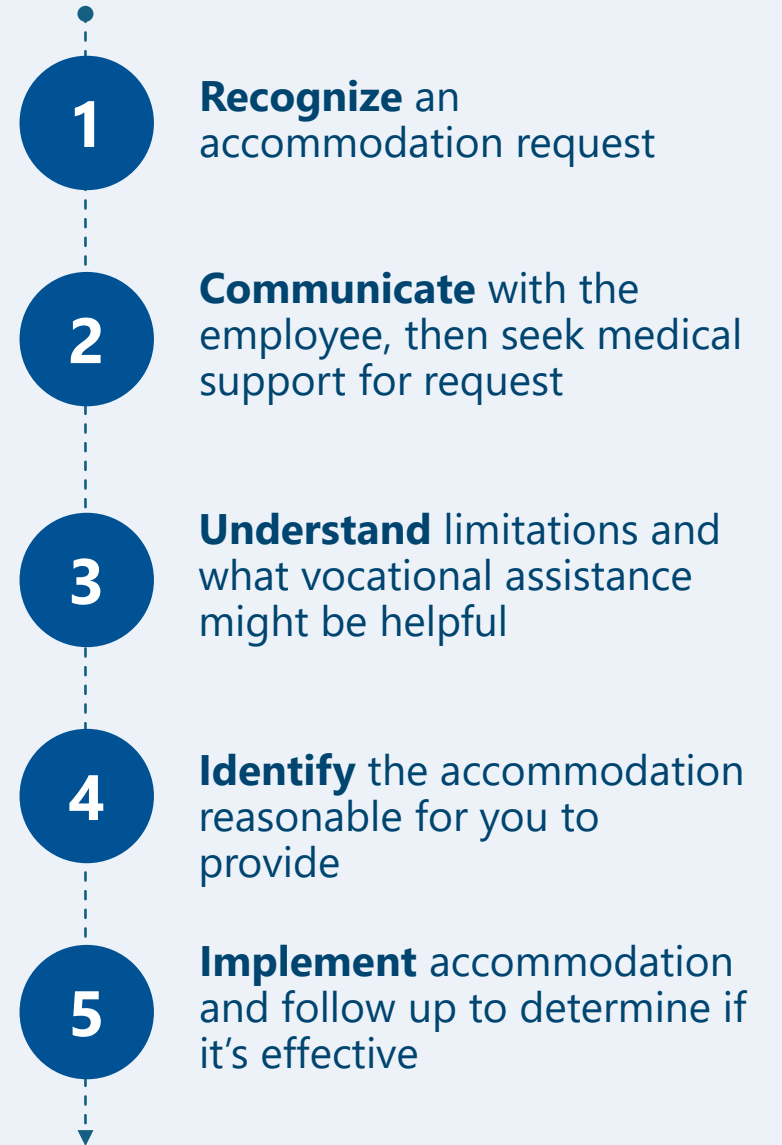 1
Recognize an
accommodation request
2
Communicate with the
employee, then seek medical
support for request
3
Understand limitations and
what vocational assistance
might be helpful
4
Identify the accommodation
reasonable for you to
provide
5
Implement accommodation
and follow up to determine if
it's effective